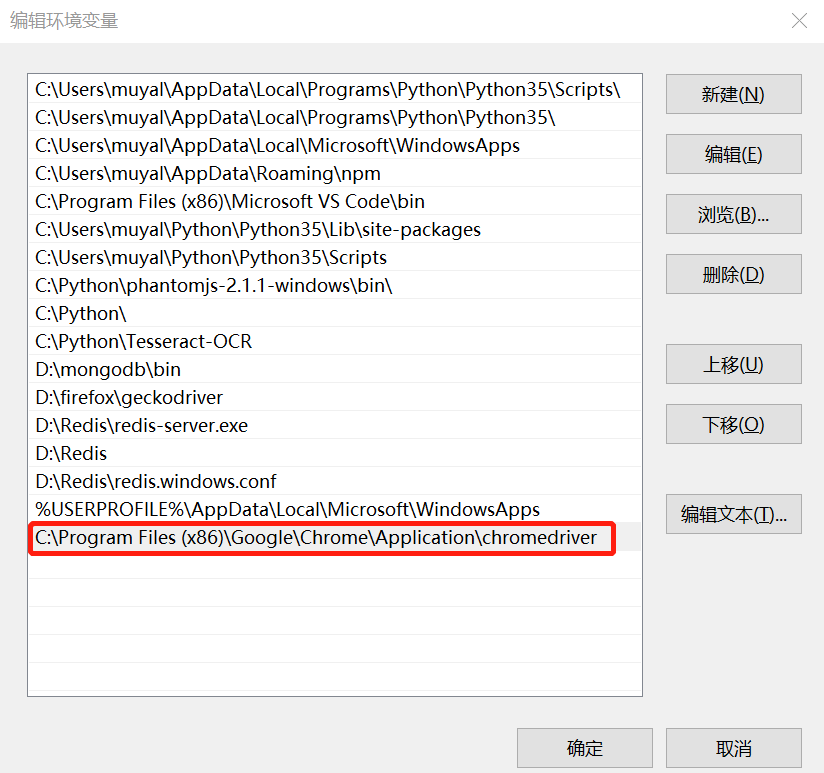 编辑环境变量
C:\Users\muyal\AppData\Local\Programs\Python\Python35\Scripts\
新建(N)
C:\Users\muyal\AppData\Local\Programs\Python\Python35\
C:\Users\muyal\AppData\Local\Microsoft\WindowsApps
编辑(E)
C:\Users\muyal\AppData\Roaming\npm
C:\Program Files (x86)\Microsoft VS Code\bin
浏览(B)...
C:\Users\muyal\Python\Python35\Lib\site-packages
C:\Users\muyal\Python\Python35\Scripts
删除(D)
C:\Python\phantomjs-2.1.1-windows\bin\
C:\Python\
C:\Python\Tesseract-OCR
上移(U)
D:\mongodb\bin
D:\firefox\geckodriver
下移(O)
D:\Redis\redis-server.exe
D:\Redis
D:\Redis\redis.windows.conf
%USERPROFILE%\AppData\Local\Microsoft\WindowsApps
编辑文本(T)...
C:\Program Files (x86)\Google\Chrome\Application\chromedriver
确定
取消